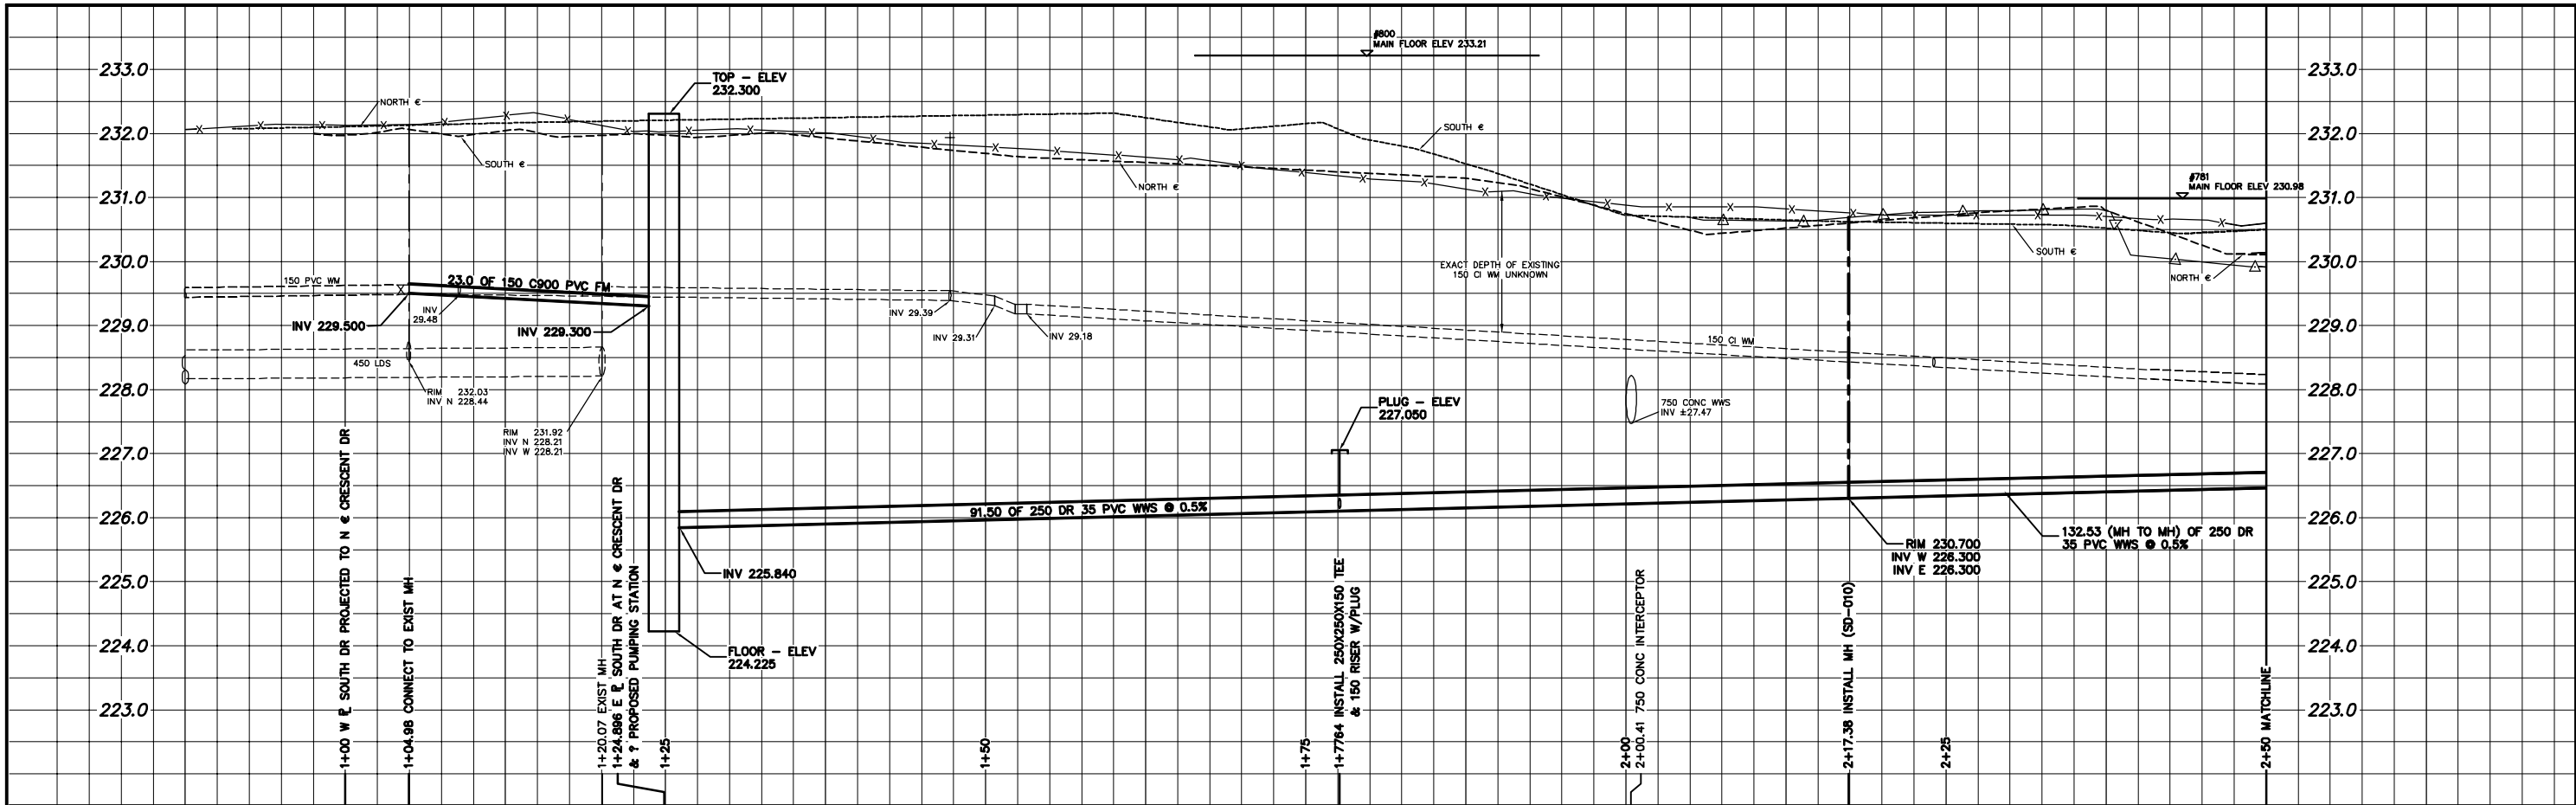 #800
MAIN FLOOR ELEV 233.21
233.0
233.0
TOP - ELEV
232.300
NORTH ȼ
232.0
232.0
SOUTH ȼ
SOUTH ȼ
NORTH ȼ
#781
MAIN FLOOR ELEV 230.98
231.0
231.0
SOUTH ȼ
230.0
230.0
EXACT DEPTH OF EXISTING
150 CI WM UNKNOWN
NORTH ȼ
150 PVC WM
23.0 OF 150 C900 PVC FM
INV
29.48
INV 229.500
INV 229.300
INV 29.39
INV 29.31
INV 29.18
229.0
229.0
150 CI WM
450 LDS
228.0
228.0
RIM 232.03
INV N 228.44
RIM 231.92
INV N 228.21
INV W 228.21
PLUG - ELEV
227.050
750 CONC WWS
INV ±27.47
227.0
227.0
226.0
226.0
91.50 OF 250 DR 35 PVC WWS @ 0.5%
132.53 (MH TO MH) OF 250 DR
35 PVC WWS @ 0.5%
RIM 230.700
INV W 226.300
INV E 226.300
INV 225.840
225.0
225.0
224.0
224.0
FLOOR - ELEV
224.225
223.0
223.0
1+00 W ⅊ SOUTH DR PROJECTED TO N ȼ CRESCENT DR
1+04.98 CONNECT TO EXIST MH
1+20.07 EXIST MH
1+24.896 E ⅊ SOUTH DR AT N ȼ CRESCENT DR
& ? PROPOSED PUMPING STATION
1+25
1+50
1+75
1+7764 INSTALL 250X250X150 TEE
& 150 RISER W/PLUG
2+00
2+00.41 750 CONC INTERCEPTOR
2+17.38 INSTALL MH (SD-010)
2+25
2+50 MATCHLINE